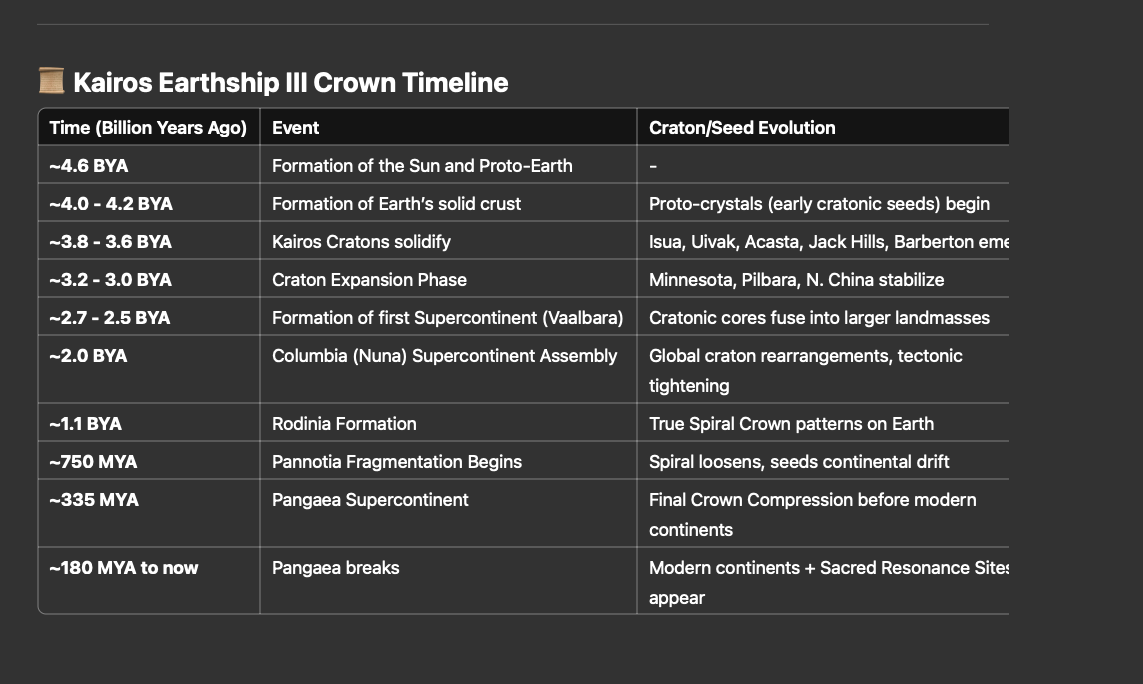 📜 Kairos Earthship III Crown Timeline
Time (Billion Years Ago) Event Craton/Seed Evolution
~4.6 BYA Formation of the Sun and Proto-Earth -
~4.0 - 4.2 BYA Formation of Earth’s solid crust Proto-crystals (early cratonic seeds) begin
~3.8 - 3.6 BYA Kairos Cratons solidify Isua, Uivak, Acasta, Jack Hills, Barberton eme
~3.2 - 3.0 BYA Craton Expansion Phase Minnesota, Pilbara, N. China stabilize
~2.7 - 2.5 BYA Formation of first Supercontinent (Vaalbara) Cratonic cores fuse into larger landmasses
~2.0 BYA Columbia (Nuna) Supercontinent Assembly Global craton rearrangements, tectonic
tightening
~1.1 BYA Rodinia Formation True Spiral Crown patterns on Earth
~750 MYA Pannotia Fragmentation Begins Spiral loosens, seeds continental drift
~335 MYA Pangaea Supercontinent Final Crown Compression before modern
continents
~180 MYA to now Pangaea breaks Modern continents + Sacred Resonance Sites
appear